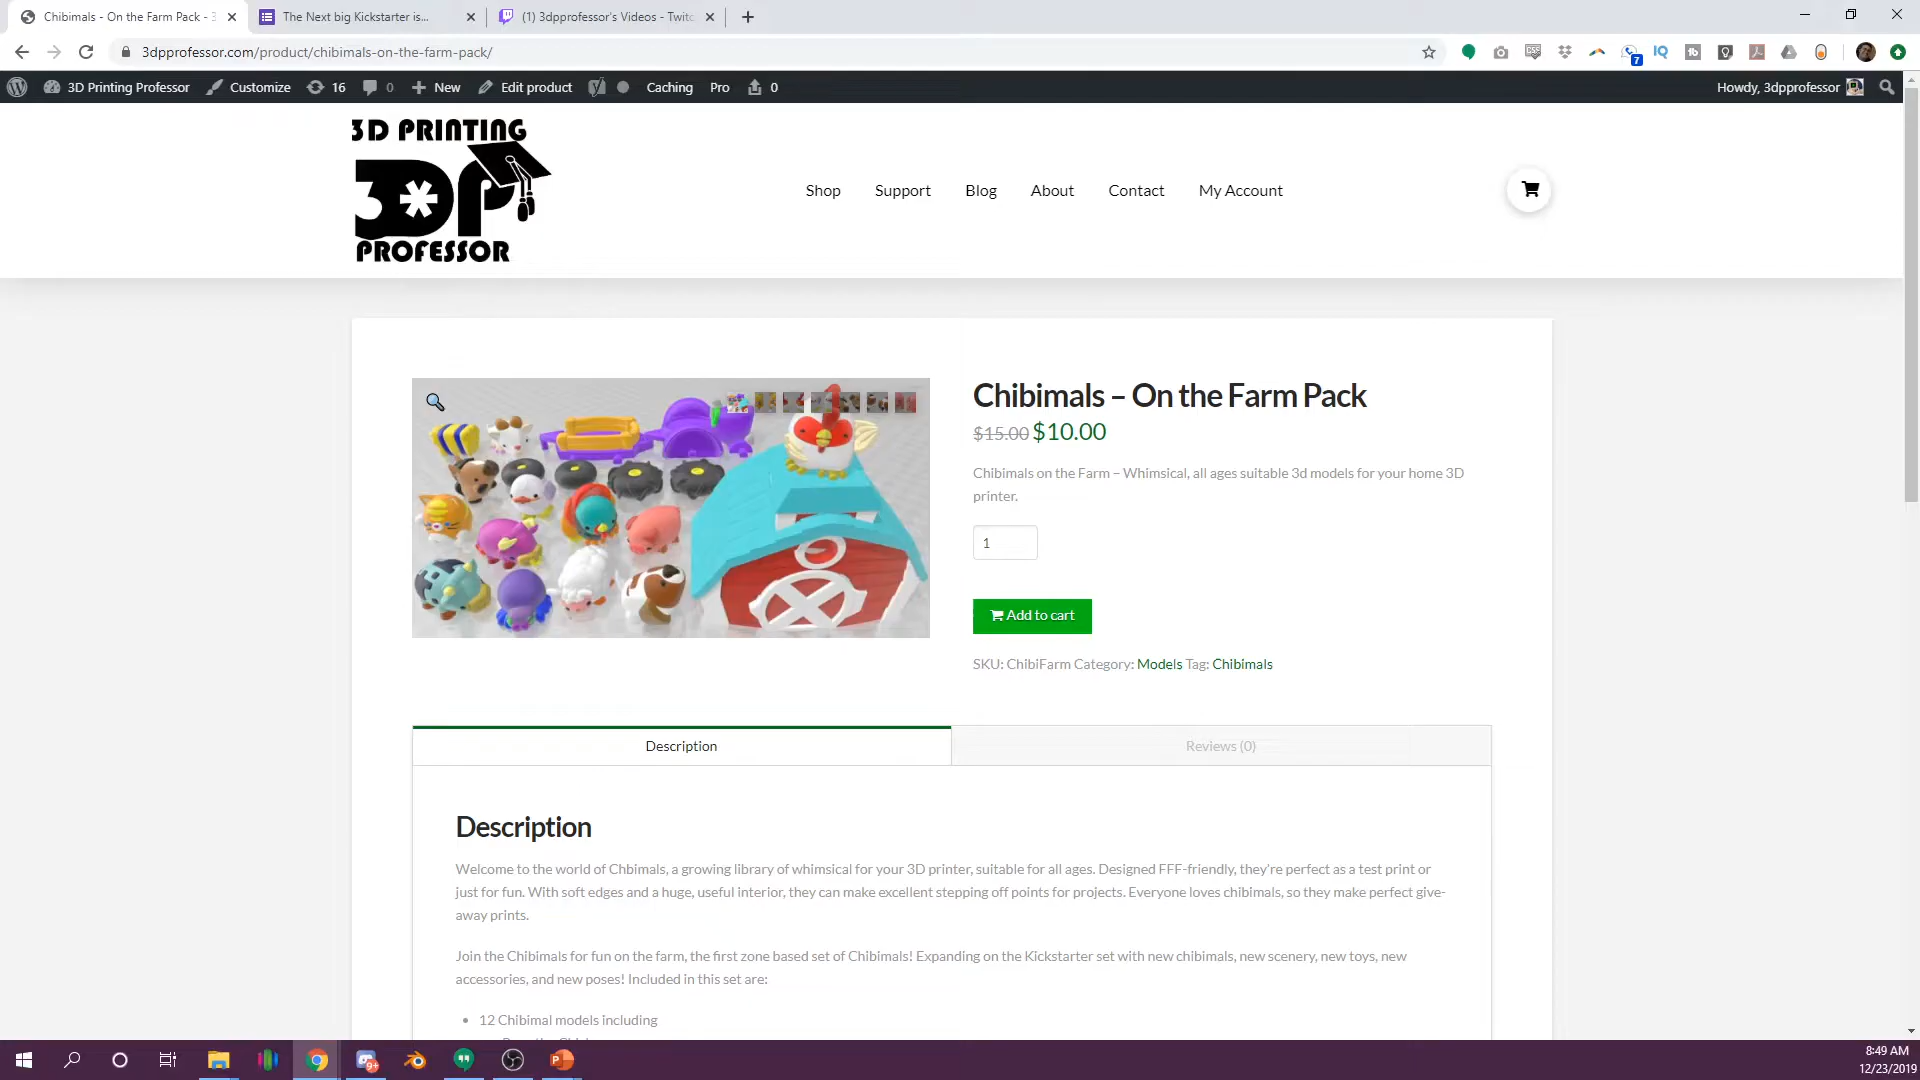 Chibimals - On the Farm Pack - 3
The Next big Kickstarter is...
(1) 3dpprofessor's Videos - Twitc
3dpprofessor.com/product/chibimals-on-the-farm-pack/
7
3D Printing Professor
Customize
16
0
New
Edit product
Caching
Pro
0
Howdy, 3dpprofessor
3D PRINTING
3DP
PROFESSOR
Shop
Support
Blog
About
Contact
My Account
Chibimals – On the Farm Pack
$15.00 $10.00
Chibimals on the Farm – Whimsical, all ages suitable 3d models for your home 3D
printer.
1
Add to cart
SKU: ChibiFarm Category: Models Tag: Chibimals
Description
Reviews (0)
Description
Welcome to the world of Chbimals, a growing library of whimsical for your 3D printer, suitable for all ages. Designed FFF-friendly, they're perfect as a test print or
just for fun. With soft edges and a huge, useful interior, they can make excellent stepping off points for projects. Everyone loves chibimals, so they make perfect give-
away prints.
Join the Chibimals for fun on the farm, the first zone based set of Chibimals! Expanding on the Kickstarter set with new chibimals, new scenery, new toys, new
accessories, and new poses! Included in this set are:
12 Chibimal models including
8:49 AM
12/23/2019